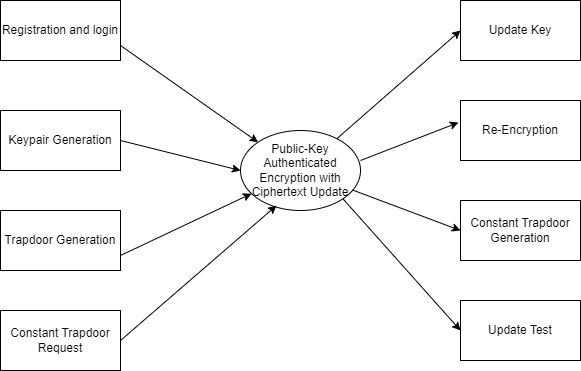 Registration and login
Keypair Generation
Trapdoor Generation
Constant Trapdoor
Request
Public-Key
Authenticated
Encryption with
Ciphertext Update
Update Key
Re-Encryption
Constant Trapdoor
Generation
Update Test